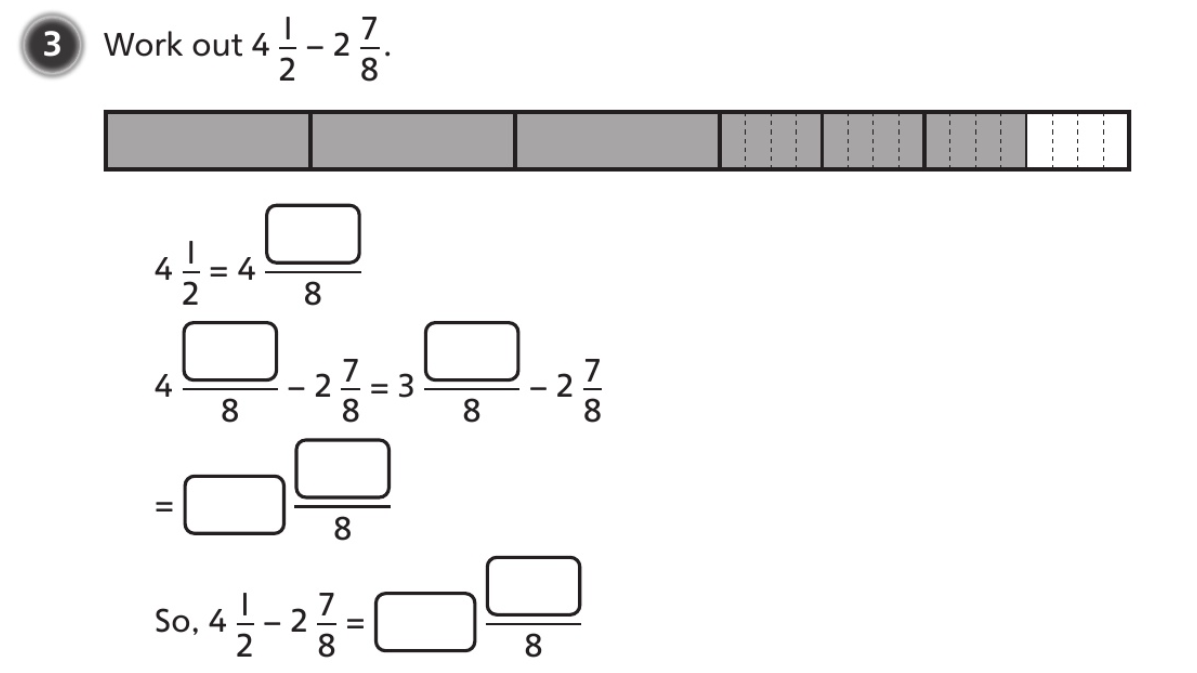 3 Work out 4 1/2 – 2 7/8.
4 1/2 = 4 /8
4 /8 – 2 7/8 = 3 /8 – 2 7/8
= /8
So, 4 1/2 – 2 7/8 = /8